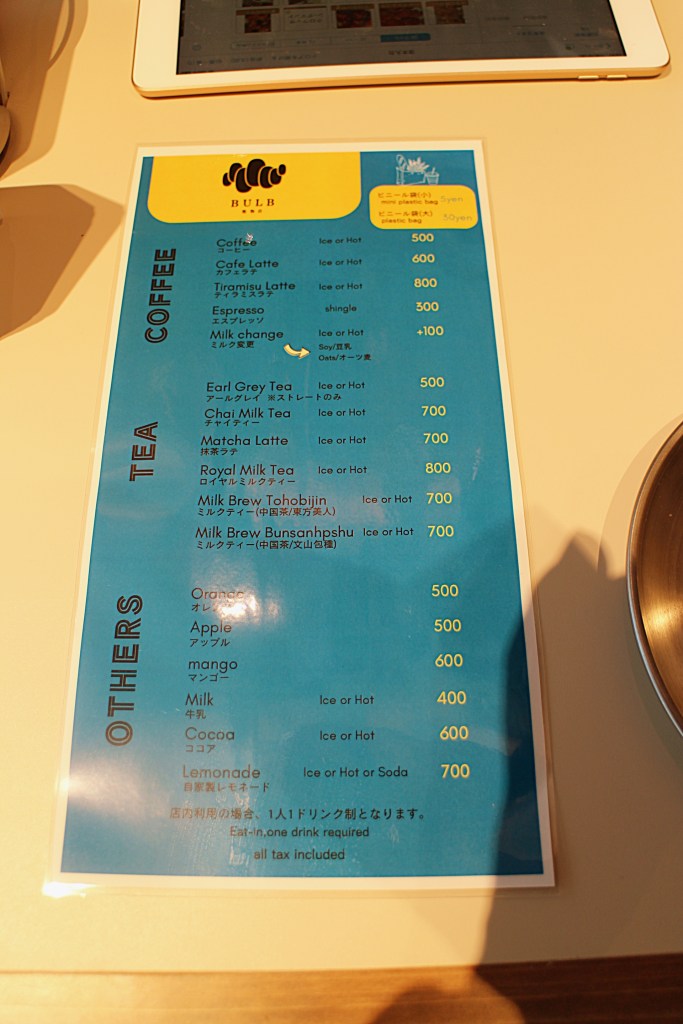 BULB
ビニール袋(小)
mini plastic bag 5yen
ビニール袋(大)
plastic bag 30yen
COFFEE
Coffee Ice or Hot 500
コーヒー
Cafe Latte Ice or Hot 600
カフェラテ
Tiramisu Latte Ice or Hot 800
ティラミスラテ
Espresso shingle 300
エスプレッソ
Milk change Ice or Hot +100
ミルク変更 Soy/豆乳
Oats/オーツ麦
TEA
Earl Grey Tea Ice or Hot 500
アールグレイ ※ストレートのみ
Chai Milk Tea Ice or Hot 700
チャイティー
Matcha Latte Ice or Hot 700
抹茶ラテ
Royal Milk Tea Ice or Hot 800
ロイヤルミルクティー
Milk Brew Tohobijin Ice or Hot 700
ミルクティー(中国茶/東方美人)
Milk Brew Bunsanhpshu Ice or Hot 700
ミルクティー(中国茶/文山包種)
OTHERS
Orange 500
Apple 500
アップル
mango 600
マンゴー
Milk Ice or Hot 400
牛乳
Cocoa Ice or Hot 600
ココア
Lemonade Ice or Hot or Soda 700
自家製レモネード
店内利用の場合、1人1ドリンク制となります。
Eat-in,one drink required
all tax included